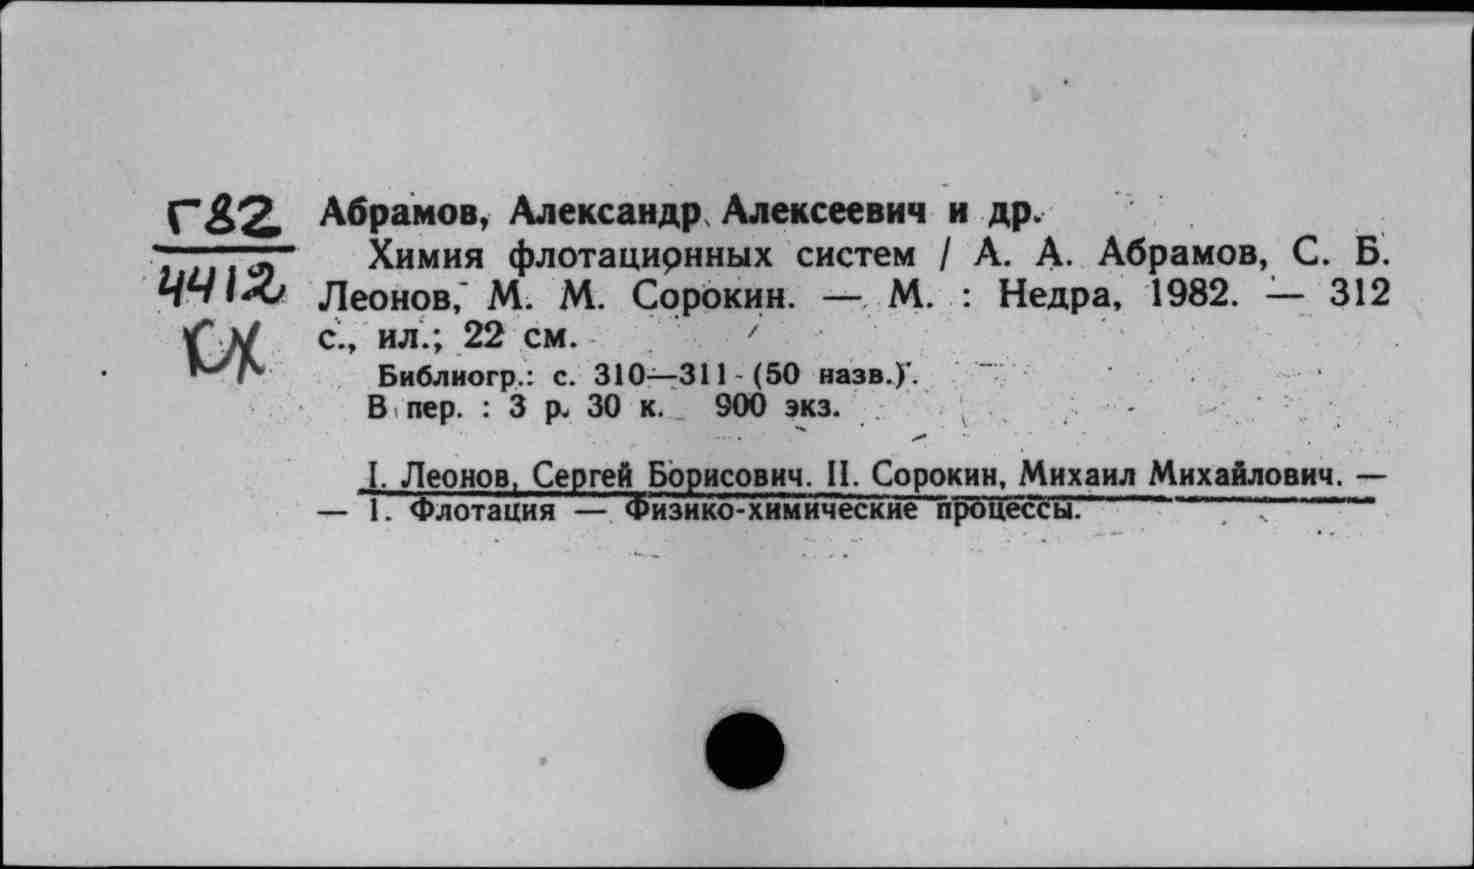 Г82
4412
Абрамов, Александр Алексеевич и др.
Химия флотационных систем / А. А. Абрамов, С. Б.
Леонов, М. М. Сорокин. — М. : Недра, 1982. — 312
с., ил.; 22 см.
Библиогр.: с. 310—311 (50 назв.).
В пер. : 3 р. 30 к. 900 экз.
I. Леонов, Сергей Борисович. II. Сорокин, Михаил Михайлович. —
— 1. Флотация — Физико-химические процессы.